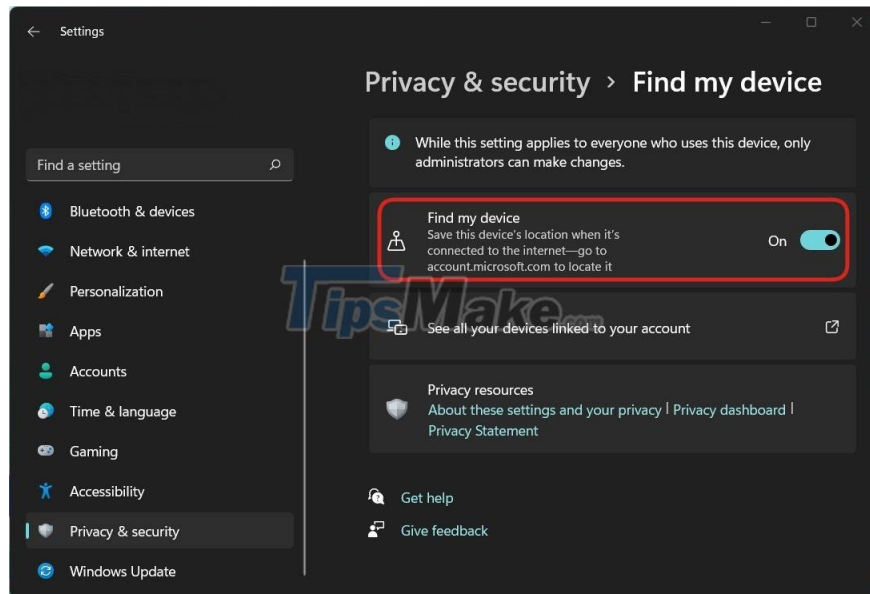 Settings
Privacy & security > Find my device
Find a setting
Bluetooth & devices
Network & internet
Personalization
Apps
Accounts
Time & language
Gaming
Accessibility
Privacy & security
Windows Update
While this setting applies to everyone who uses this device, only
administrators can make changes.
Find my device
Save this device's location when it's
connected to the internet—go to
account.microsoft.com to locate it
On
See all your devices linked to your account
Privacy resources
About these settings and your privacy | Privacy dashboard |
Privacy Statement
Get help
Give feedback
TipsMake.com